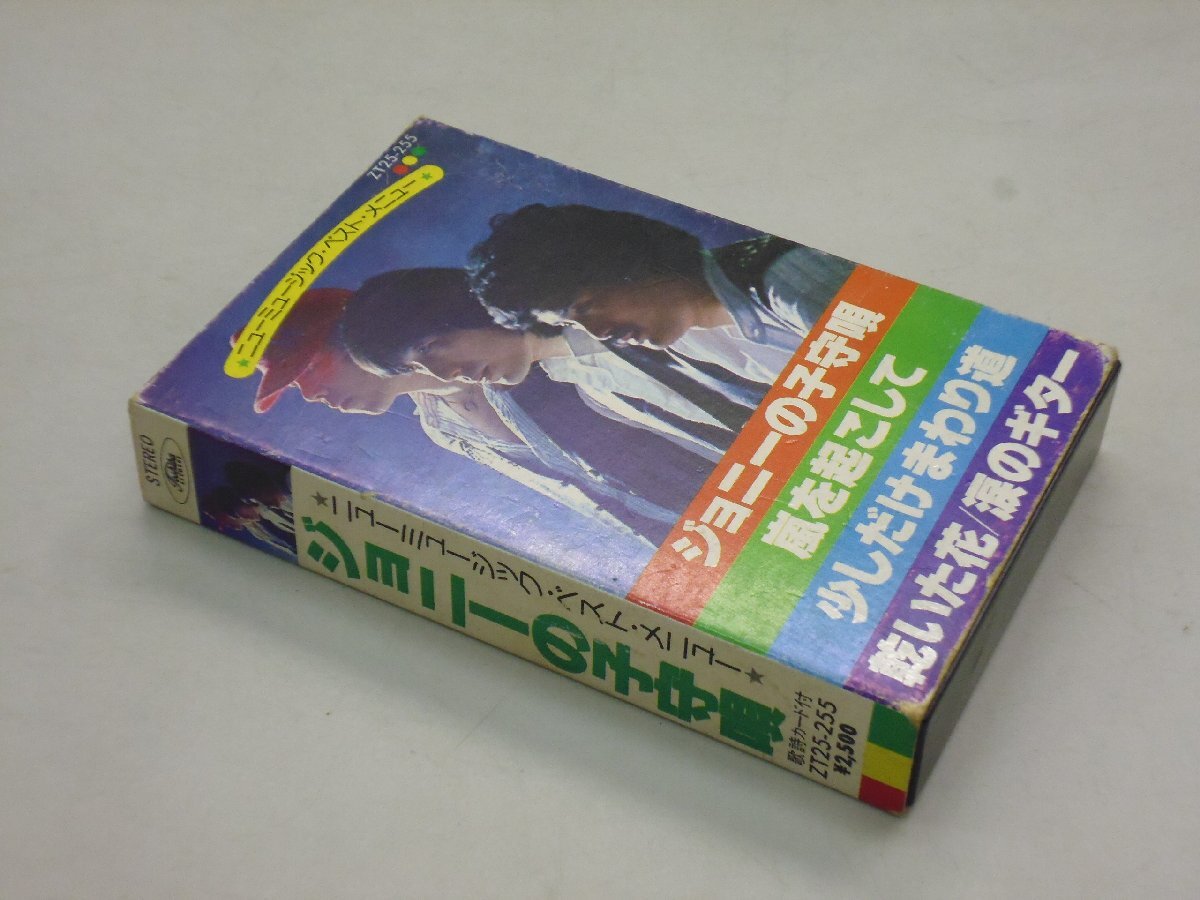 ZT25-255
★ニューミュージック・ベスト・メニュー★
ジョニーの子守唄
嵐を起こして
少しだけまわり道
乾いた花/涙のギター
STEREO
★ニューミュージック・ベスト・メニュー★
ジョニーの子守唄
歌詩カード付
ZT25-255
¥2,500